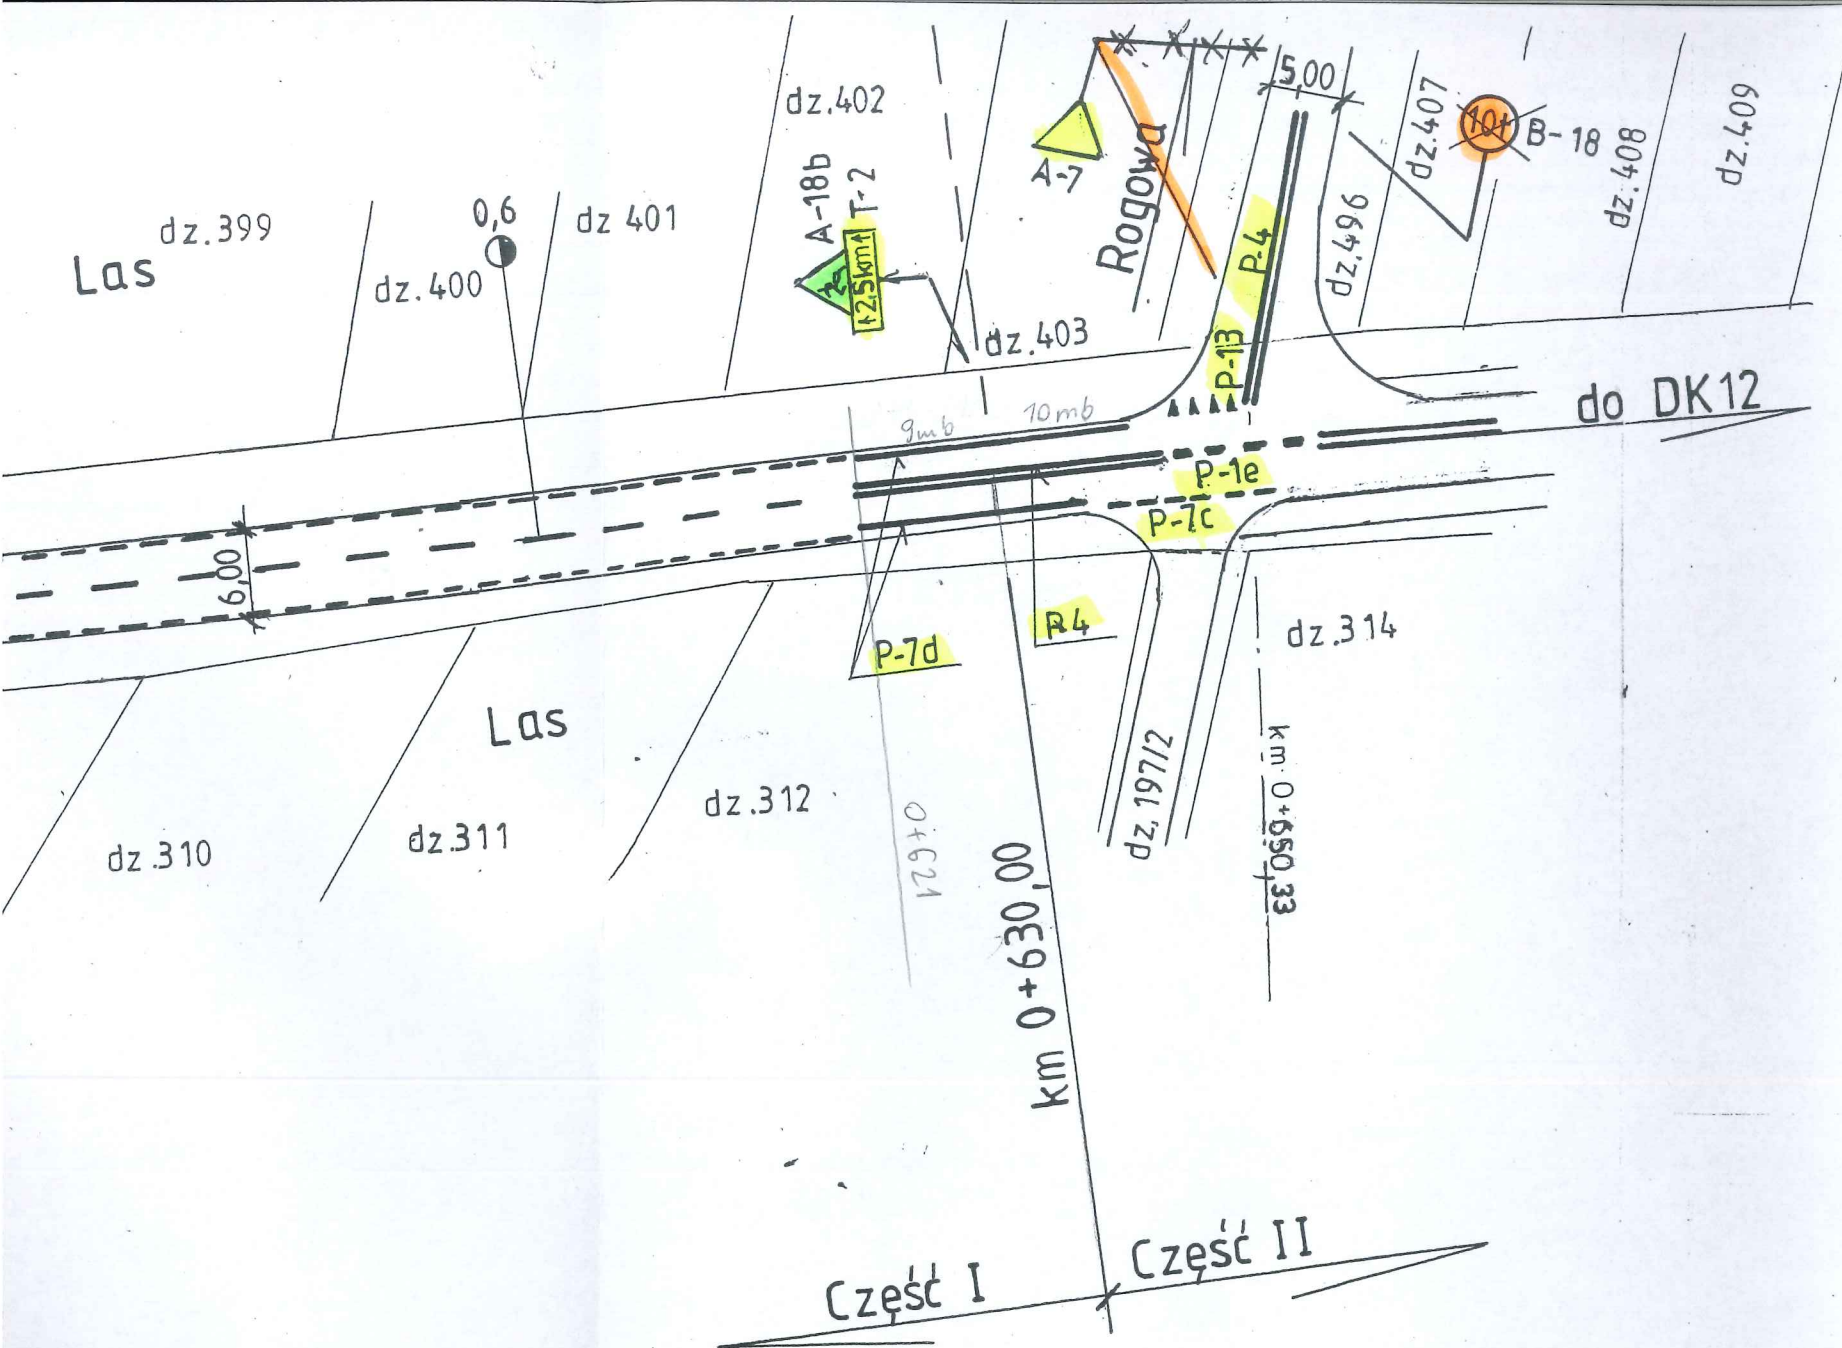 dz.402
5,00
dz.407
10t
B-18
dz.408
dz.409
A-7
Rogowa
A-18b
T-2
2,5km
dz.399
Las
dz.400
0,6
dz 401
P-4
dz.496
dz.403
P-13
do DK12
9mb
10mb
P-1e
P-7c
6,00
P-7d
P-4
dz.314
Las
dz.197/2
km 0+650,33
dz.310
dz.311
dz.312
0+621
km 0+630,00
Część I
Część II